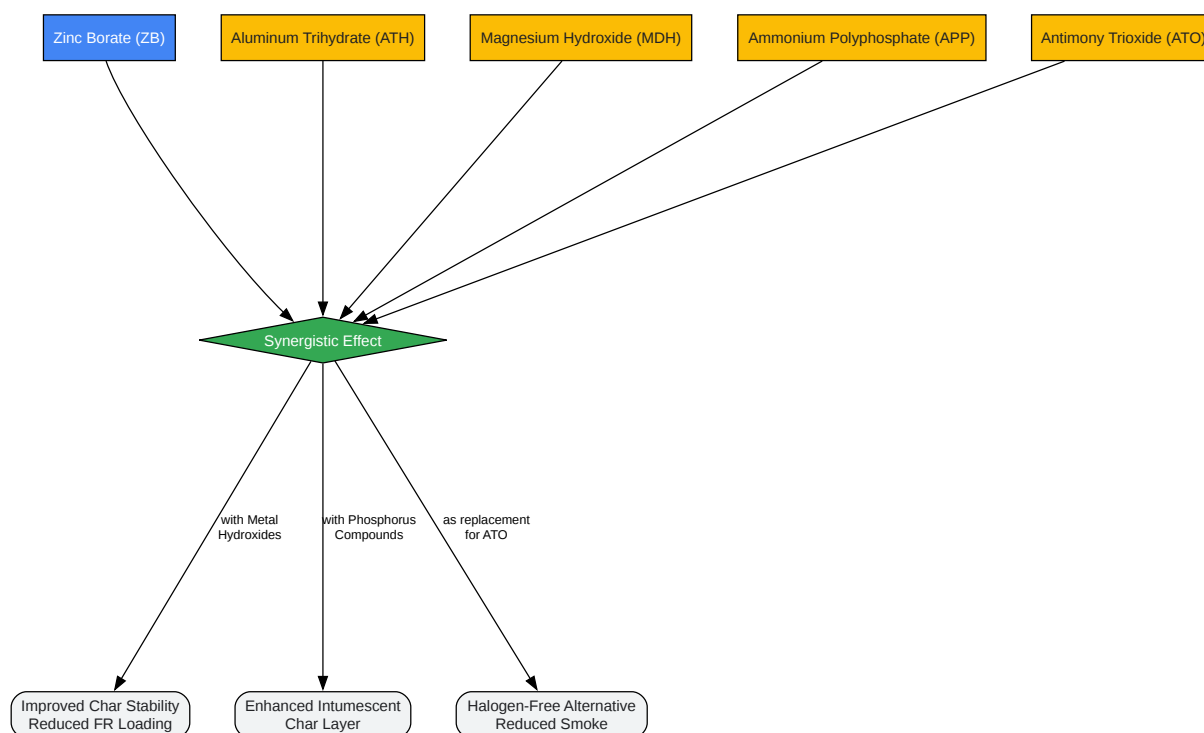 Zinc Borate (ZB)
Aluminum Trihydrate (ATH)
Magnesium Hydroxide (MDH)
Ammonium Polyphosphate (APP)
Antimony Trioxide (ATO)
Synergistic Effect
with Metal
Hydroxides
with Phosphorus
Compounds
as replacement
for ATO
Improved Char Stability
Reduced FR Loading
Enhanced Intumescent
Char Layer
Halogen-Free Alternative
Reduced Smoke